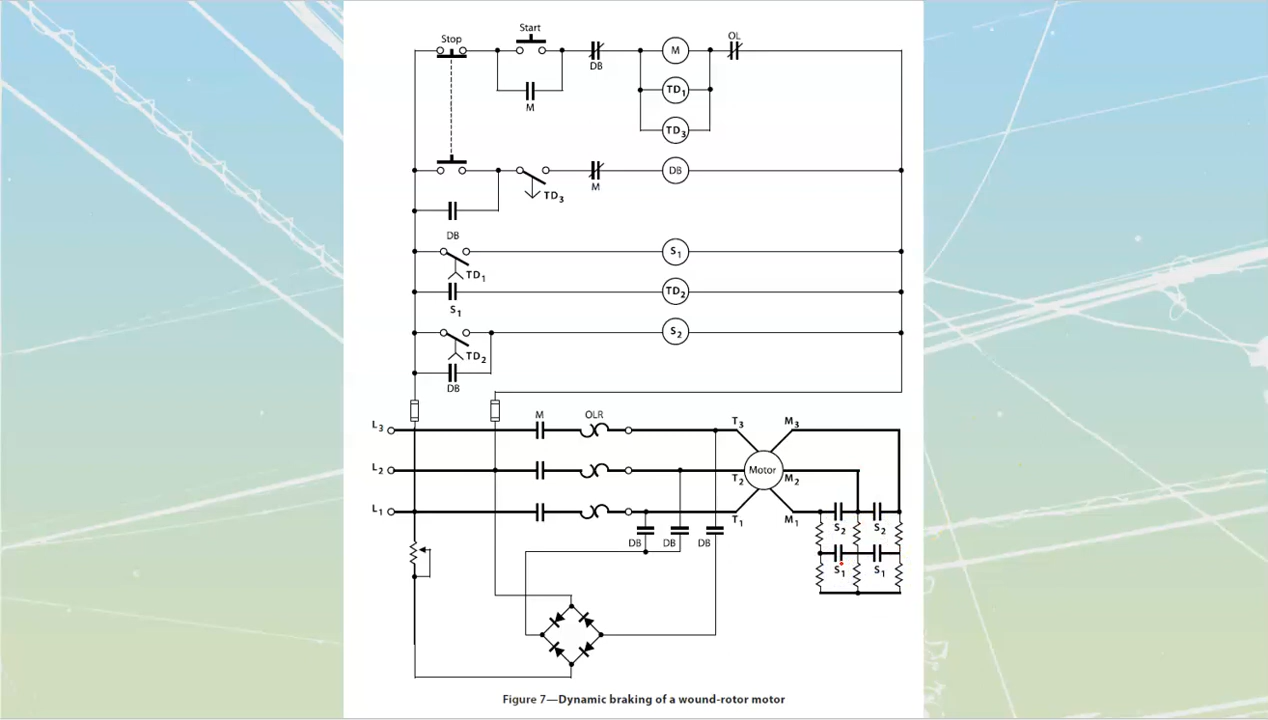 Start
Stop
OL
M
DB
TD1
M
TD3
DB
TD3
M
DB
S1
TD1
TD2
S1
S2
TD2
DB
M
OLR
L3
T3
M3
L2
Motor
T2
M2
L1
T1
M1
S2
S2
DB
DB
DB
S1
S1
Figure 7—Dynamic braking of a wound-rotor motor